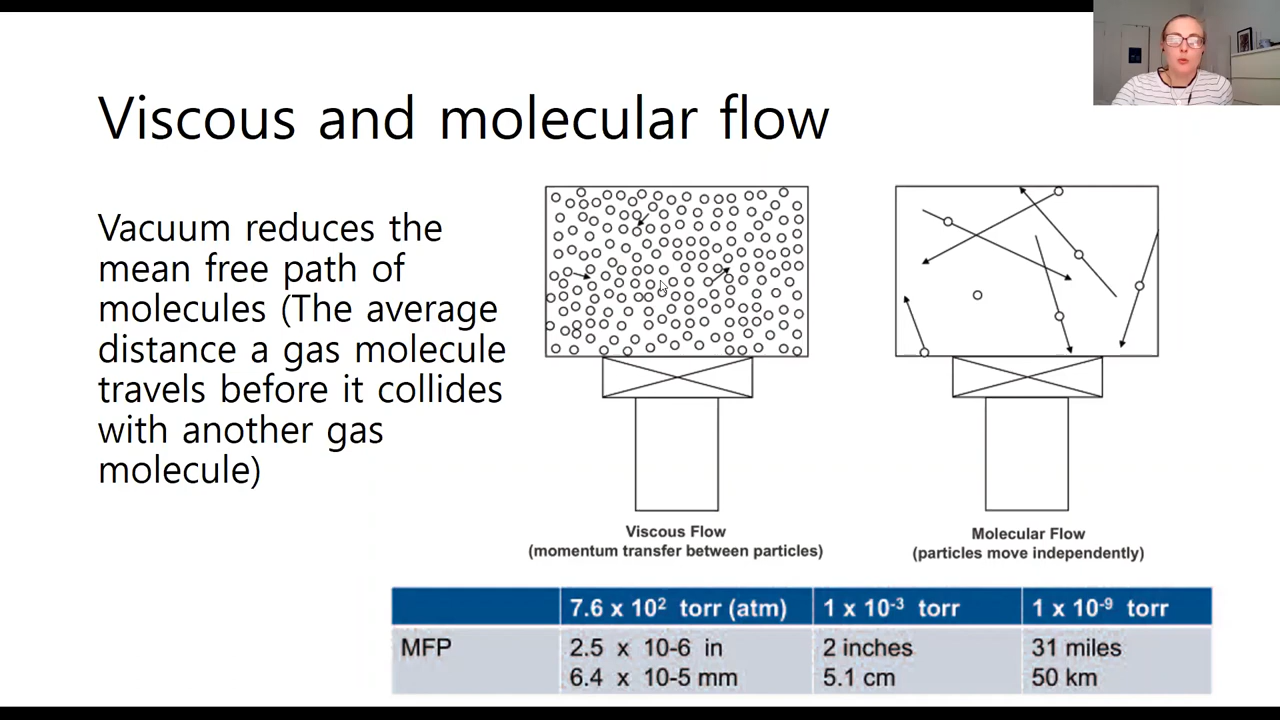 Viscous and molecular flow
Vacuum reduces the
mean free path of
molecules (The average
distance a gas molecule
travels before it collides
with another gas
molecule)
Viscous Flow
(momentum transfer between particles)
Molecular Flow
(particles move independently)
7.6 x 10² torr (atm) 1 x 10⁻³ torr 1 x 10⁻⁹ torr
MFP 2.5 x 10-6 in 2 inches 31 miles
6.4 x 10-5 mm 5.1 cm 50 km